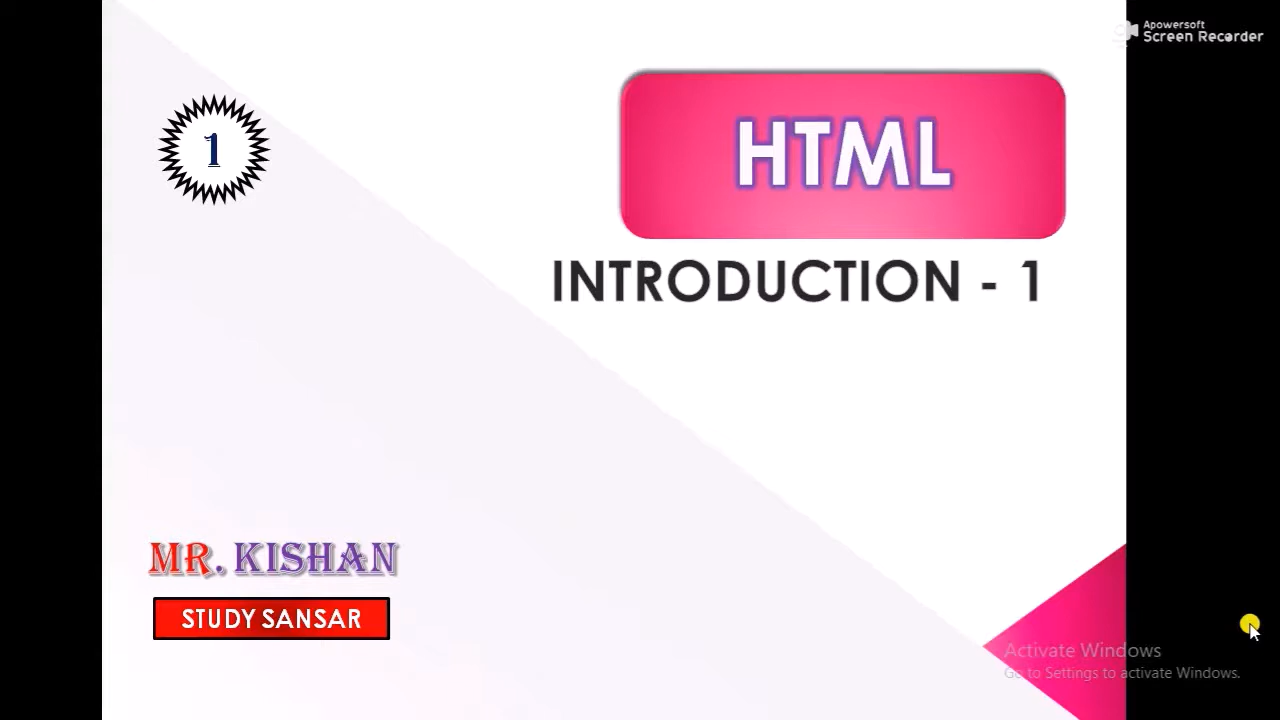 Apowersoft
Screen Recorder
1
HTML
INTRODUCTION - 1
MR. KISHAN
STUDY SANSAR
Activate Windows
Go to Settings to activate Windows.